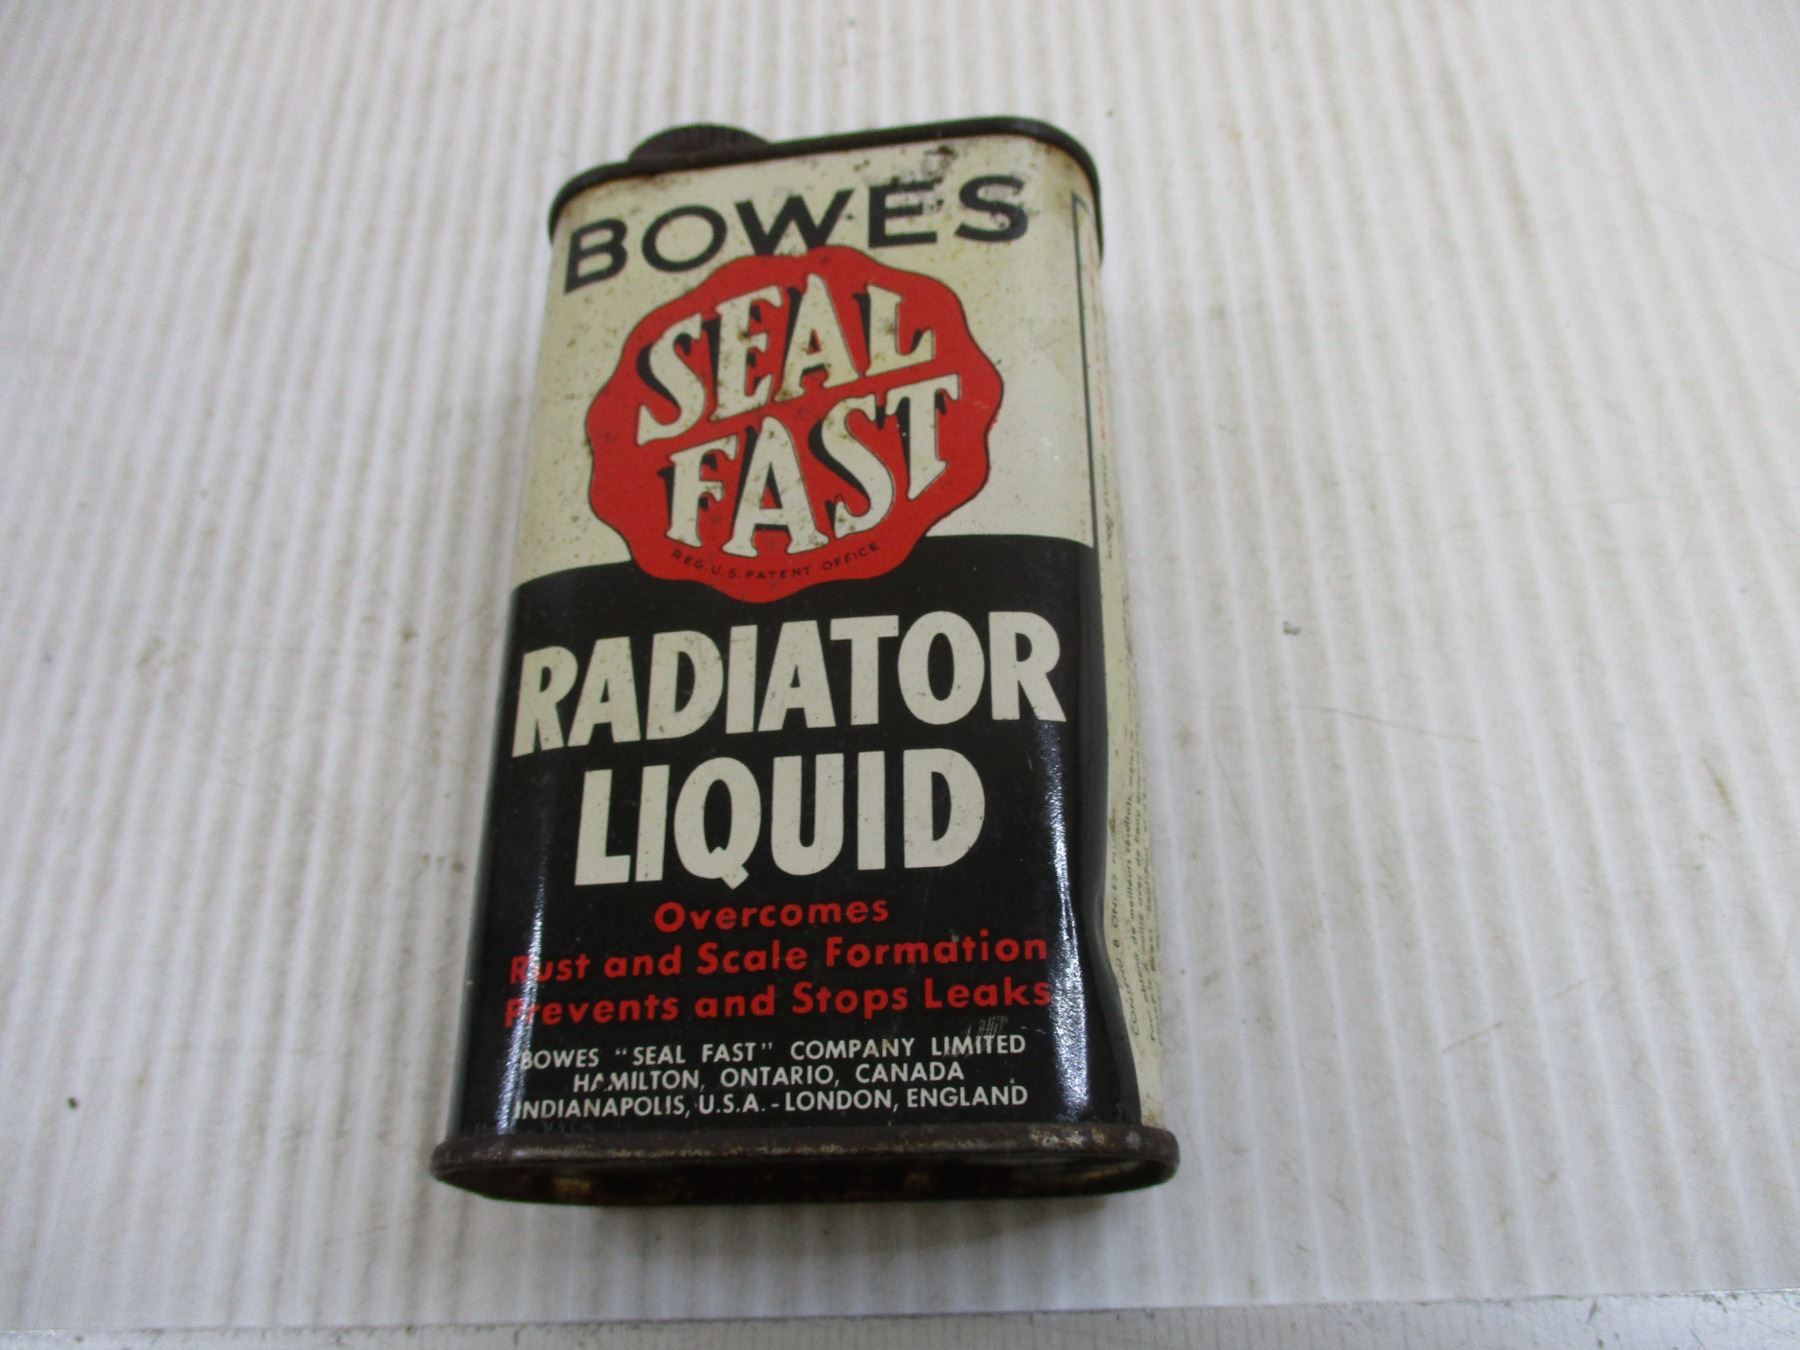 BOWES
SEAL
FAST
REG. U.S. PATENT OFFICE
RADIATOR
LIQUID
Overcomes
Rust and Scale Formation
Prevents and Stops Leaks
BOWES "SEAL FAST" COMPANY LIMITED
HAMILTON, ONTARIO, CANADA
INDIANAPOLIS, U.S.A. - LONDON, ENGLAND